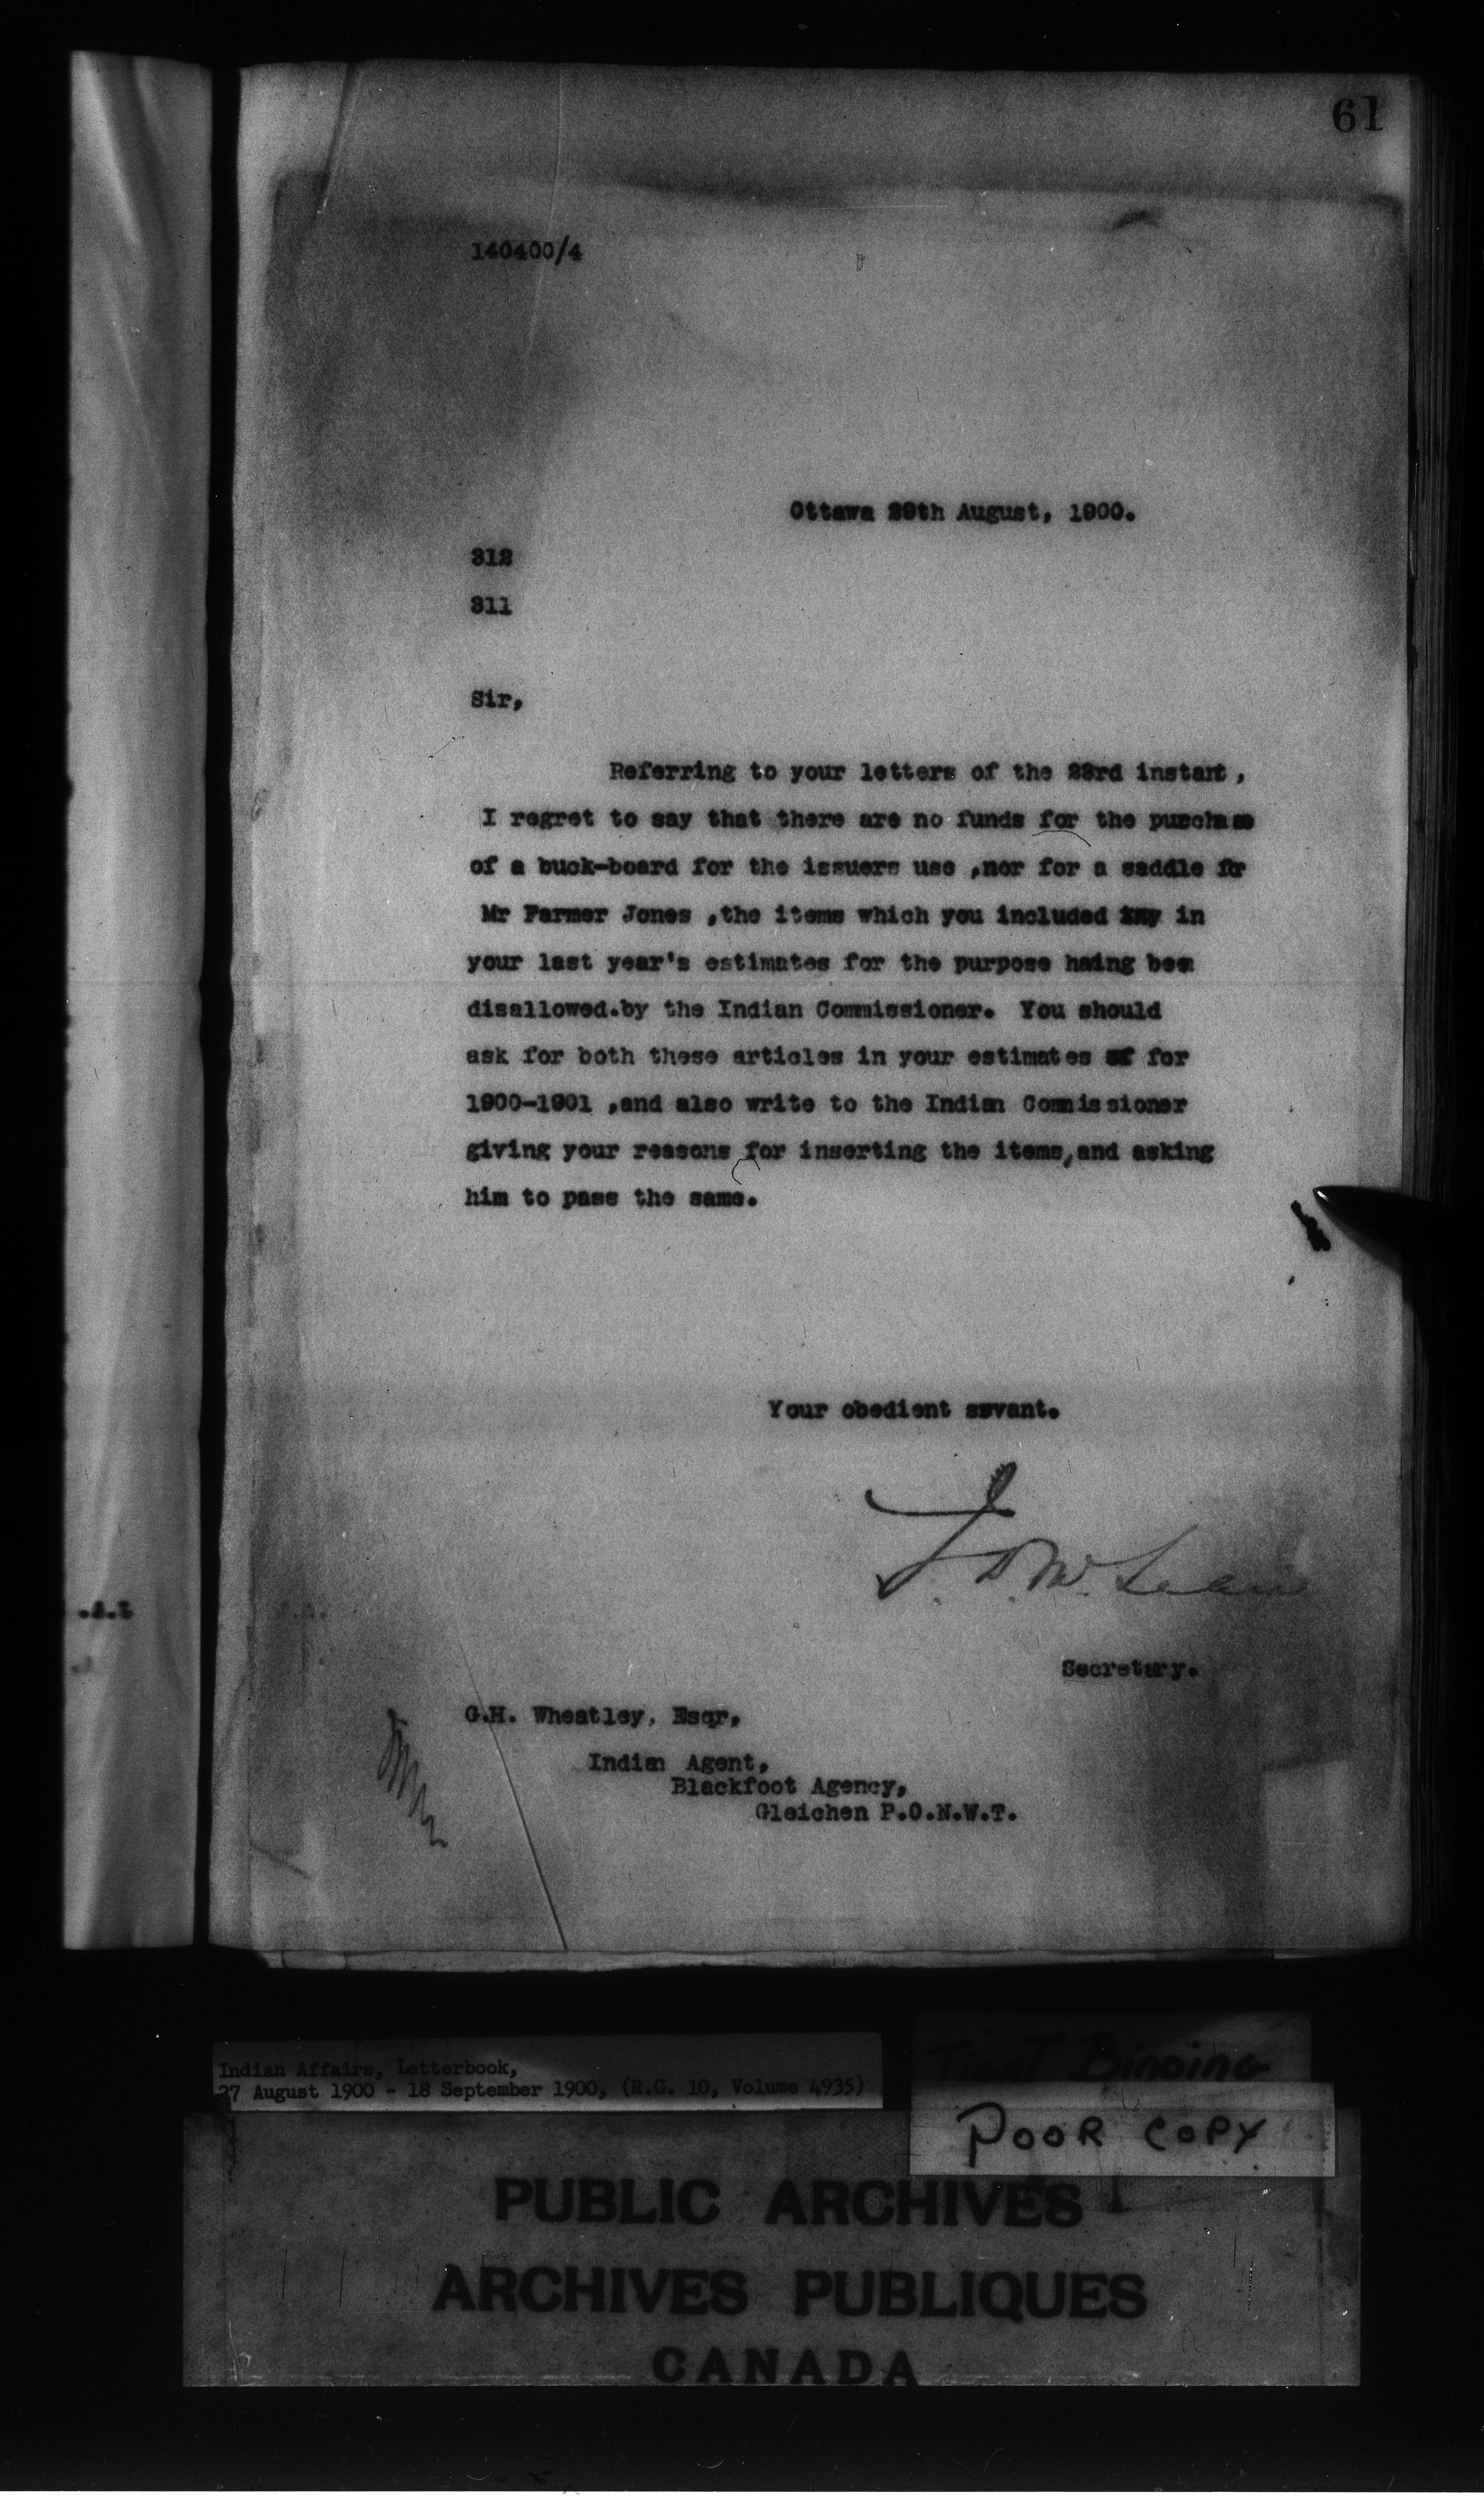 61
140400/4
Ottawa 29th August, 1900.
312
311
Sir,
Referring to your letters of the 23rd instant,
I regret to say that there are no funds for the purchase
of a buck-board for the issuers use ,nor for a saddle for
Mr Farmer Jones ,the items which you included in
your last year's estimates for the purpose haing been
disallowed.by the Indian Commissioner. You should
ask for both these articles in your estimates of for
1900-1901 ,and also write to the Indian Commissioner
giving your reasons for inserting the items,and asking
him to pass the same.
Your obedient servant.
J. D. McLean
Secretary.
G.H. Wheatley, Esqr,
Indian Agent,
Blackfoot Agency,
Gleichen P.O.N.W.T.
Indian Affairs, Letterbook,
27 August 1900 - 18 September 1900, (R.G. 10, Volume 4935)
Tight Binding
POOR COPY
PUBLIC ARCHIVES
ARCHIVES PUBLIQUES
CANADA